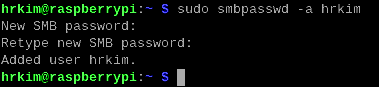 hrkim@raspberrypi:~ $ sudo smbpasswd -a hrkim
New SMB password:
Retype new SMB password:
Added user hrkim.
hrkim@raspberrypi:~ $